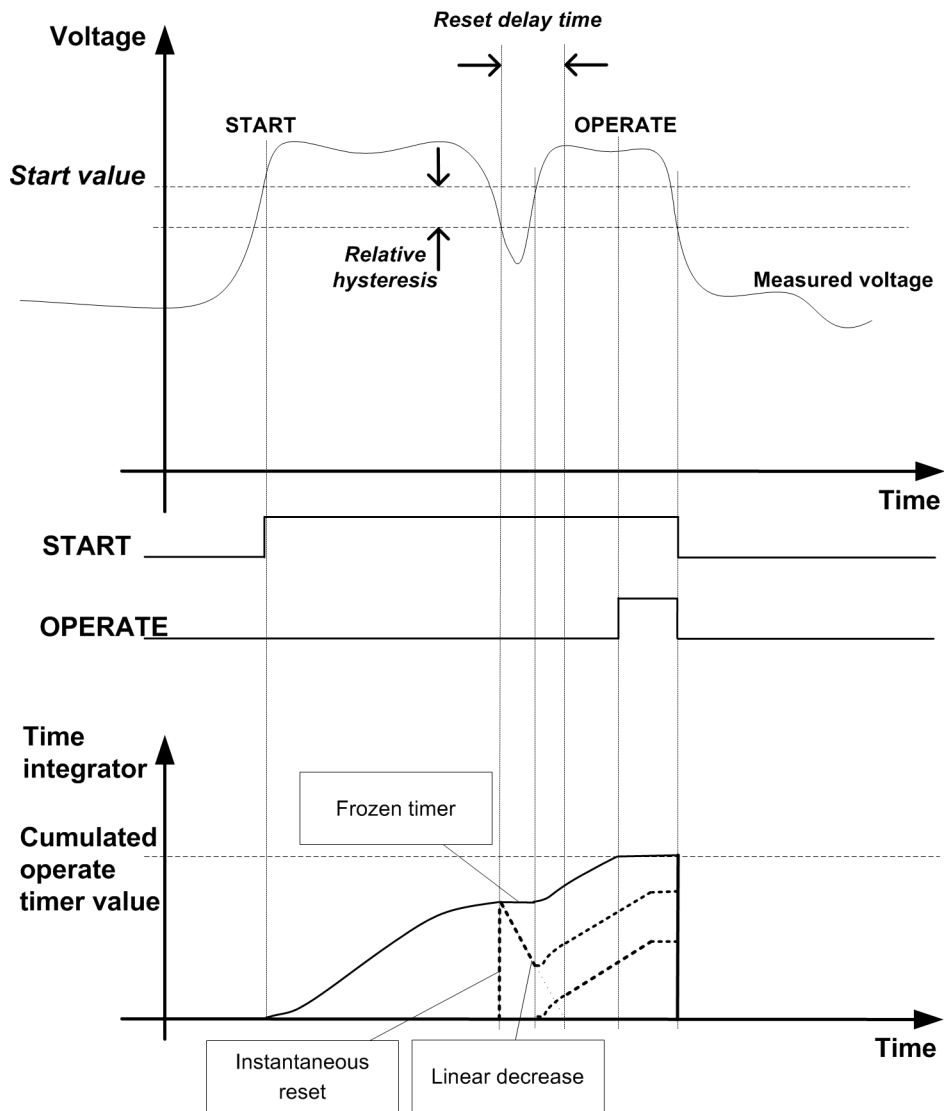 Reset delay time
Voltage
START
OPERATE
Start value
Relative
hysteresis
Measured voltage
Time
START
OPERATE
Time
integrator
Frozen timer
Cumulated
operate
timer value
Time
Instantaneous
reset
Linear decrease